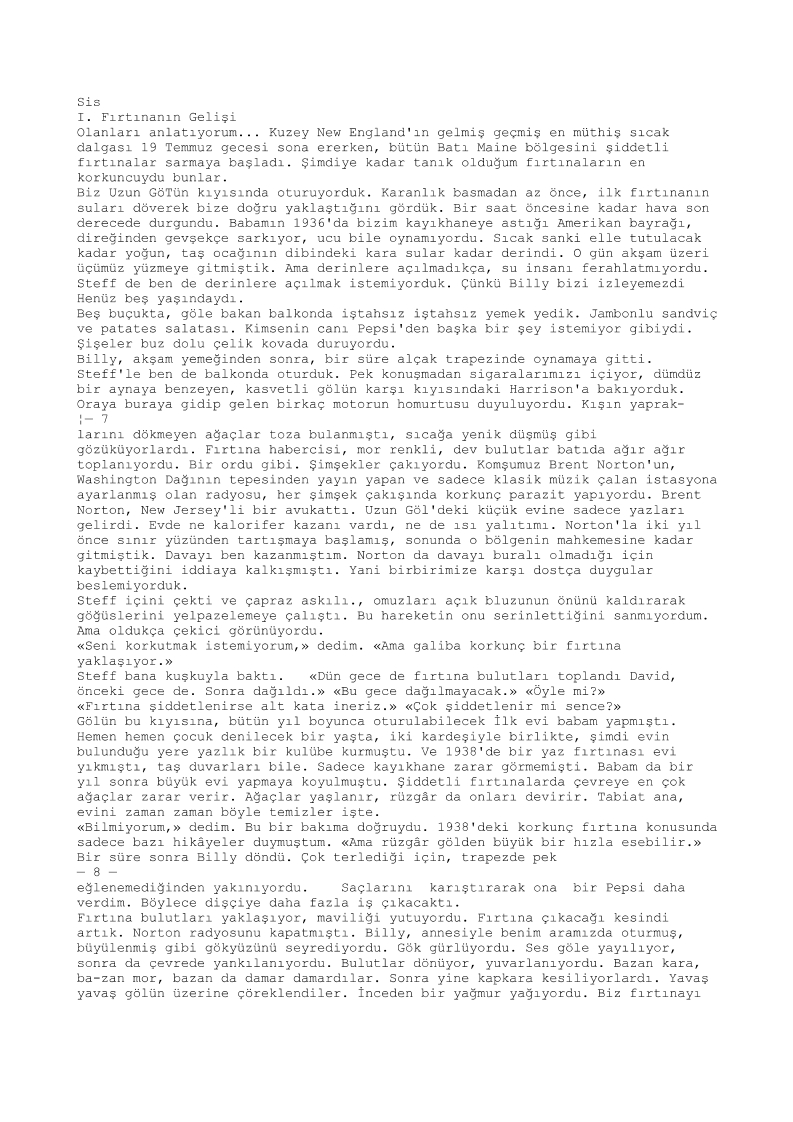 Sis
I. Fırtınanın Gelişi
Olanları anlatıyorum... Kuzey New England'ın gelmiş geçmiş en müthiş sıcak
dalgası 19 Temmuz gecesi sona ererken, bütün Batı Maine bölgesini şiddetli
fırtınalar sarmaya başladı. Şimdiye kadar tanık olduğum fırtınaların en
korkuncuydu bunlar.
Biz Uzun GöTün kıyısında oturuyorduk. Karanlık basmadan az önce, ilk fırtınanın
suları döverek bize doğru yaklaştığını gördük. Bir saat öncesine kadar hava son
derecede durgundu. Babamın 1936'da bizim kayıkhaneye astığı Amerikan bayrağı,
direğinden gevşekçe sarkıyor, ucu bile oynamıyordu. Sıcak sanki elle tutulacak
kadar yoğun, taş ocağının dibindeki kara sular kadar derindi. O gün akşam üzeri
üçümüz yüzmeye gitmiştik. Ama derinlere açılmadıkça, su insanı ferahlatmıyordu.
Steff de ben de derinlere açılmak istemiyorduk. Çünkü Billy bizi izleyemezdi
Henüz beş yaşındaydı.
Beş buçukta, göle bakan balkonda iştahsız iştahsız yemek yedik. Jambonlu sandviç
ve patates salatası. Kimsenin canı Pepsi'den başka bir şey istemiyor gibiydi.
Şişeler buz dolu çelik kovada duruyordu.
Billy, akşam yemeğinden sonra, bir süre alçak trapezinde oynamaya gitti.
Steff'le ben de balkonda oturduk. Pek konuşmadan sigaralarımızı içiyor, dümdüz
bir aynaya benzeyen, kasvetli gölün karşı kıyısındaki Harrison'a bakıyorduk.
Oraya buraya gidip gelen birkaç motorun homurtusu duyuluyordu. Kışın yaprak-
¦— 7
larını dökmeyen ağaçlar toza bulanmıştı, sıcağa yenik düşmüş gibi
gözüküyorlardı. Fırtına habercisi, mor renkli, dev bulutlar batıda ağır ağır
toplanıyordu. Bir ordu gibi. Şimşekler çakıyordu. Komşumuz Brent Norton'un,
Washington Dağının tepesinden yayın yapan ve sadece klasik müzik çalan istasyona
ayarlanmış olan radyosu, her şimşek çakışında korkunç parazit yapıyordu. Brent
Norton, New Jersey'li bir avukattı. Uzun Göl'deki küçük evine sadece yazları
gelirdi. Evde ne kalorifer kazanı vardı, ne de ısı yalıtımı. Norton'la iki yıl
önce sınır yüzünden tartışmaya başlamış, sonunda o bölgenin mahkemesine kadar
gitmiştik. Davayı ben kazanmıştım. Norton da davayı buralı olmadığı için
kaybettiğini iddiaya kalkışmıştı. Yani birbirimize karşı dostça duygular
beslemiyorduk.
Steff içini çekti ve çapraz askılı., omuzları açık bluzunun önünü kaldırarak
göğüslerini yelpazelemeye çalıştı. Bu hareketin onu serinlettiğini sanmıyordum.
Ama oldukça çekici görünüyordu.
«Seni korkutmak istemiyorum,» dedim. «Ama galiba korkunç bir fırtına
yaklaşıyor.»
Steff bana kuşkuyla baktı.   «Dün gece de fırtına bulutları toplandı David,
önceki gece de. Sonra dağıldı.» «Bu gece dağılmayacak.» «Öyle mi?»
«Fırtına şiddetlenirse alt kata ineriz.» «Çok şiddetlenir mi sence?»
Gölün bu kıyısına, bütün yıl boyunca oturulabilecek İlk evi babam yapmıştı.
Hemen hemen çocuk denilecek bir yaşta, iki kardeşiyle birlikte, şimdi evin
bulunduğu yere yazlık bir kulübe kurmuştu. Ve 1938'de bir yaz fırtınası evi
yıkmıştı, taş duvarları bile. Sadece kayıkhane zarar görmemişti. Babam da bir
yıl sonra büyük evi yapmaya koyulmuştu. Şiddetli fırtınalarda çevreye en çok
ağaçlar zarar verir. Ağaçlar yaşlanır, rüzgâr da onları devirir. Tabiat ana,
evini zaman zaman böyle temizler işte.
«Bilmiyorum,» dedim. Bu bir bakıma doğruydu. 1938'deki korkunç fırtına konusunda
sadece bazı hikâyeler duymuştum. «Ama rüzgâr gölden büyük bir hızla esebilir.»
Bir süre sonra Billy döndü. Çok terlediği için, trapezde pek
— 8 —
eğlenemediğinden yakınıyordu.    Saçlarını  karıştırarak ona  bir Pepsi daha
verdim. Böylece dişçiye daha fazla iş çıkacaktı.
Fırtına bulutları yaklaşıyor, maviliği yutuyordu. Fırtına çıkacağı kesindi
artık. Norton radyosunu kapatmıştı. Billy, annesiyle benim aramızda oturmuş,
büyülenmiş gibi gökyüzünü seyrediyordu. Gök gürlüyordu. Ses göle yayılıyor,
sonra da çevrede yankılanıyordu. Bulutlar dönüyor, yuvarlanıyordu. Bazan kara,
ba-zan mor, bazan da damar damardılar. Sonra yine kapkara kesiliyorlardı. Yavaş
yavaş gölün üzerine çöreklendiler. İnceden bir yağmur yağıyordu. Biz fırtınayı